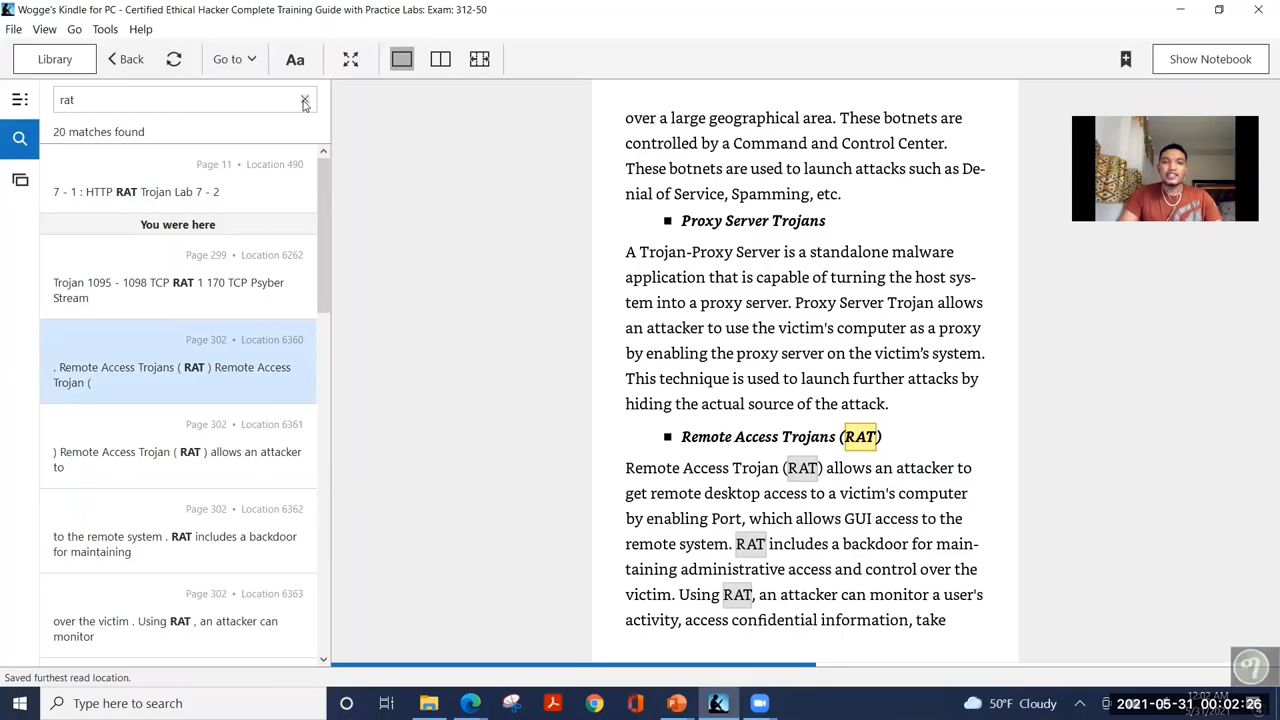 Wogge's Kindle for PC - Certified Ethical Hacker Complete Training Guide with Practice Labs: Exam: 312-50
File View Go Tools Help
Library Back Go to Aa Show Notebook
rat
20 matches found
Page 11 • Location 490
7 - 1 : HTTP RAT Trojan Lab 7 - 2
You were here
Page 299 • Location 6262
Trojan 1095 - 1098 TCP RAT 1 170 TCP Psyber
Stream
Page 302 • Location 6360
. Remote Access Trojans ( RAT ) Remote Access
Trojan (
Page 302 • Location 6361
) Remote Access Trojan ( RAT ) allows an attacker
to
Page 302 • Location 6362
to the remote system . RAT includes a backdoor
for maintaining
Page 302 • Location 6363
over the victim . Using RAT , an attacker can
monitor
over a large geographical area. These botnets are
controlled by a Command and Control Center.
These botnets are used to launch attacks such as De-
nial of Service, Spamming, etc.
■ Proxy Server Trojans
A Trojan-Proxy Server is a standalone malware
application that is capable of turning the host sys-
tem into a proxy server. Proxy Server Trojan allows
an attacker to use the victim's computer as a proxy
by enabling the proxy server on the victim's system.
This technique is used to launch further attacks by
hiding the actual source of the attack.
■ Remote Access Trojans (RAT)
Remote Access Trojan (RAT) allows an attacker to
get remote desktop access to a victim's computer
by enabling Port, which allows GUI access to the
remote system. RAT includes a backdoor for main-
taining administrative access and control over the
victim. Using RAT, an attacker can monitor a user's
activity, access confidential information, take
Saved furthest read location.
Type here to search
50°F Cloudy
12:02 AM
5/31/2021
2021-05-31 00:02:26